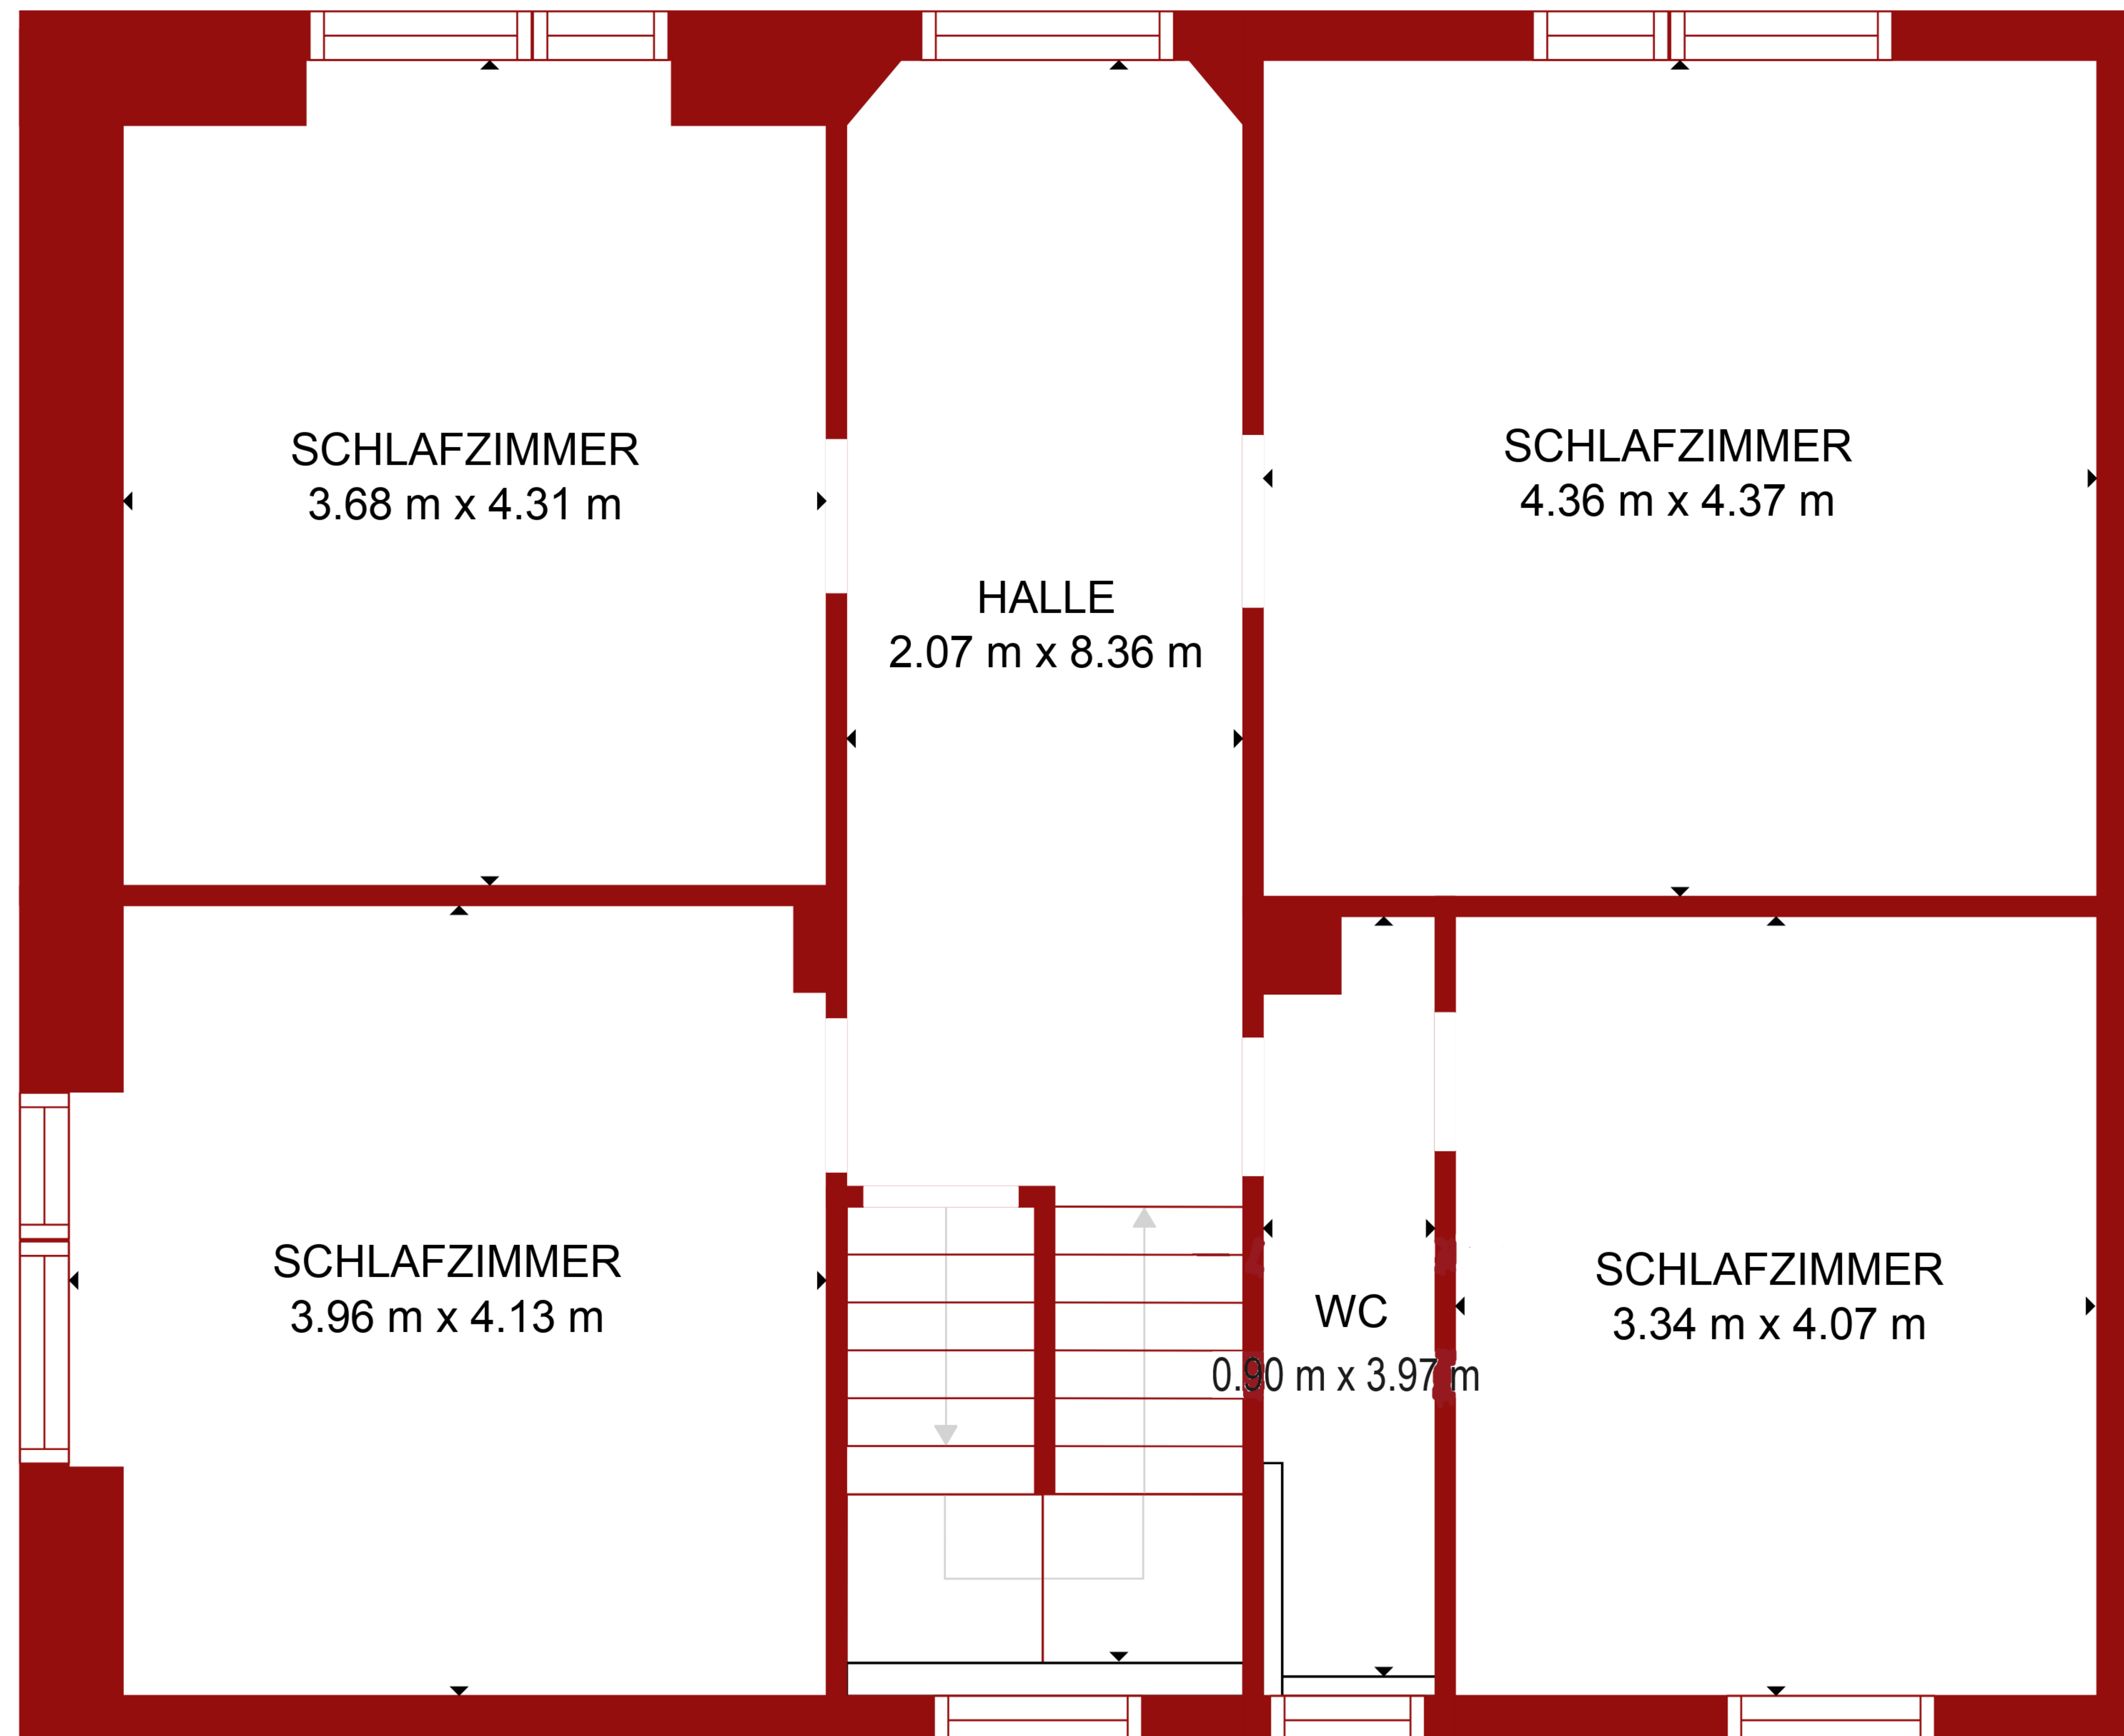 SCHLAFZIMMER
3.68 m x 4.31 m
SCHLAFZIMMER
4.36 m x 4.37 m
HALLE
2.07 m x 8.36 m
SCHLAFZIMMER
3.96 m x 4.13 m
WC
0.90 m x 3.97 m
SCHLAFZIMMER
3.34 m x 4.07 m